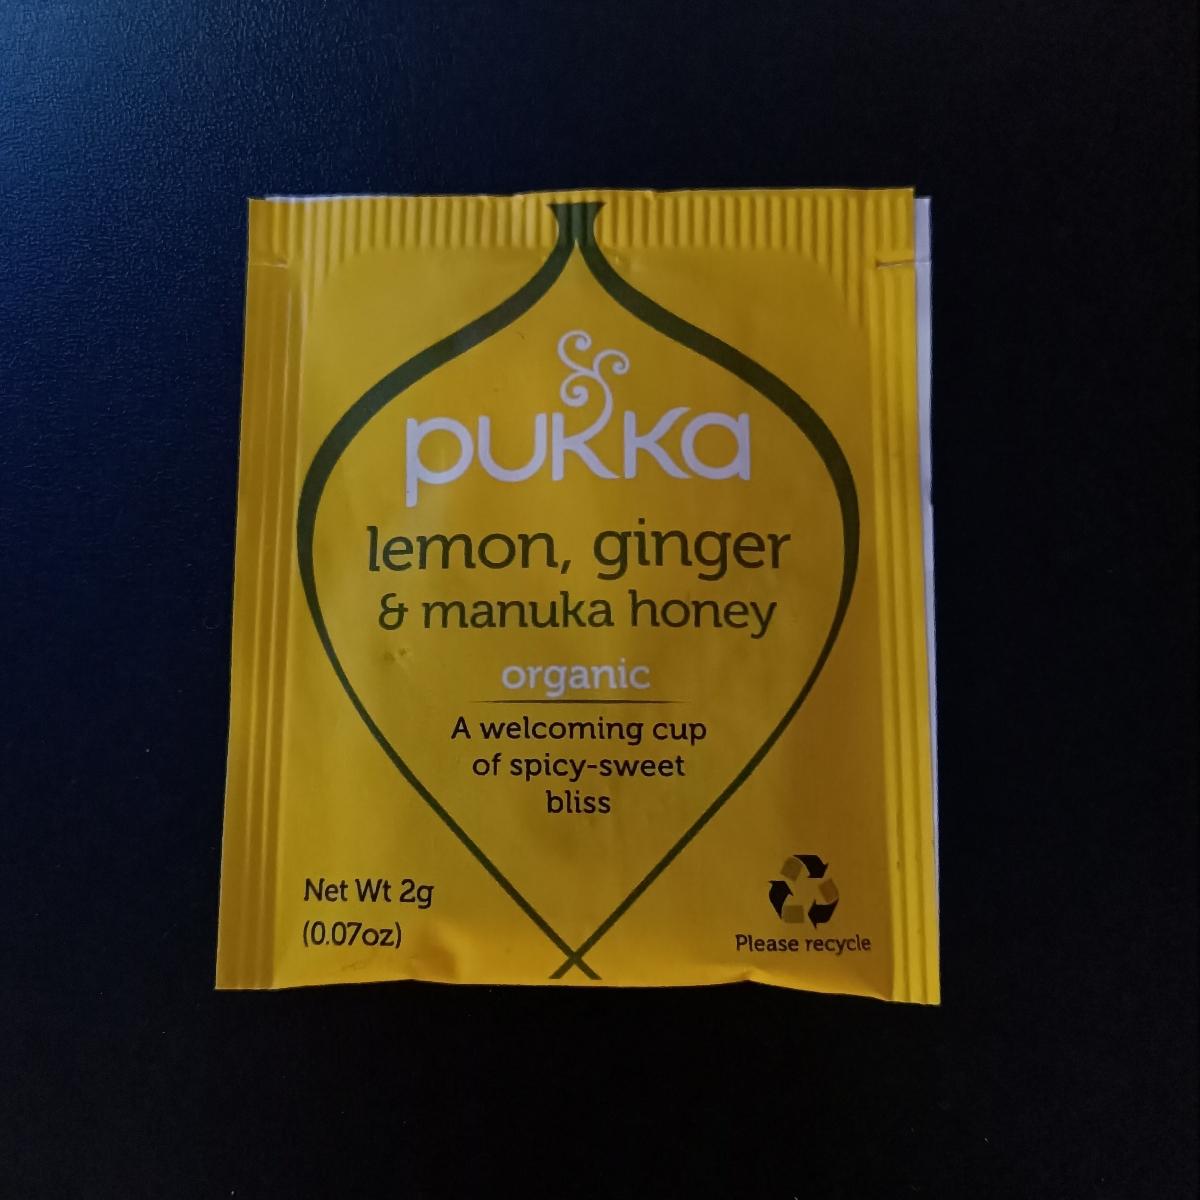 pukka
lemon, ginger
& manuka honey
organic
A welcoming cup
of spicy-sweet
bliss
Net Wt 2g
(0.07oz)
Please recycle